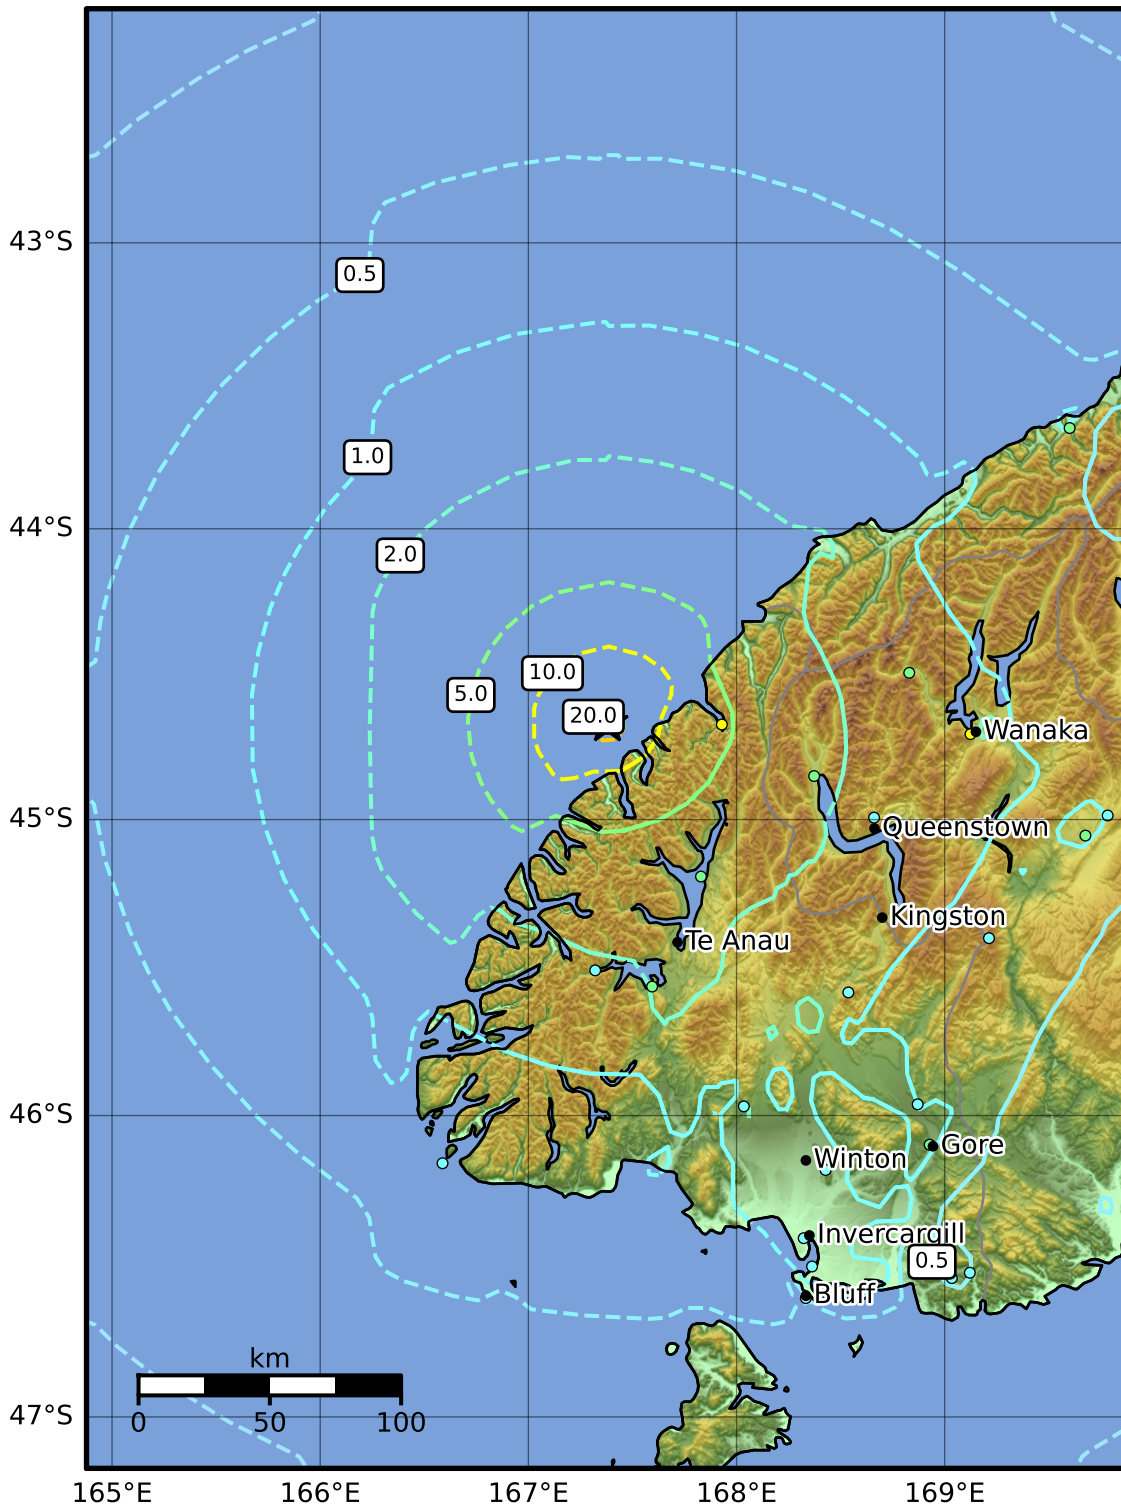 43°S
0.5
1.0
44°S
2.0
10.0
5.0
20.0
Wanaka
45°S
Queenstown
Kingston
Te Anau
46°S
Gore
Winton
Invercargill
0.5
Bluff
km
0 50 100
47°S
165°E 166°E 167°E 168°E 169°E